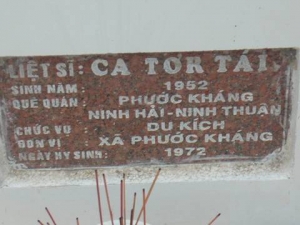 LIỆT SĨ: CA TOR TÁI
SINH NĂM: 1952
QUÊ QUÁN: PHƯỚC KHÁNG
NINH HẢI-NINH THUẬN
CHỨC VỤ: DU KÍCH
ĐƠN VỊ: XÃ PHƯỚC KHÁNG
NGÀY HY SINH: 1972